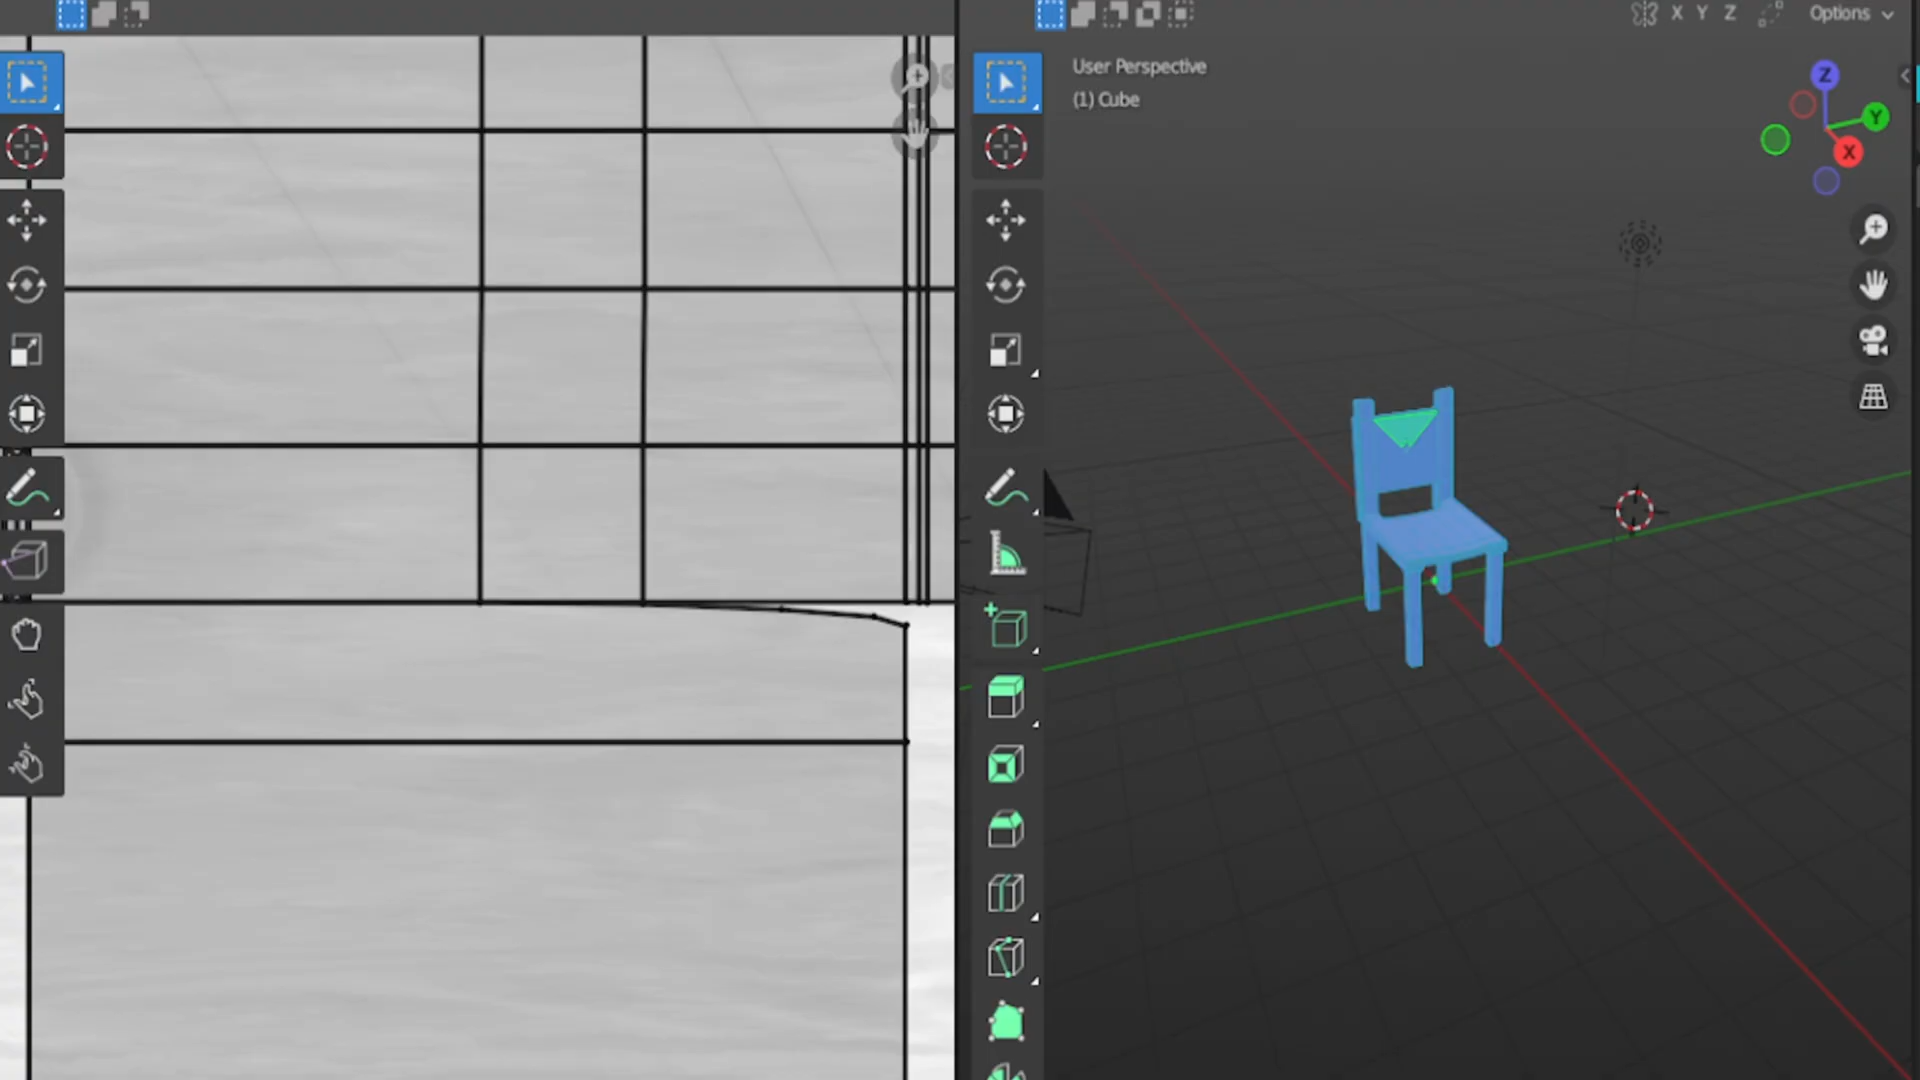 X Y Z Options
User Perspective
(1) Cube
Z
Y
X